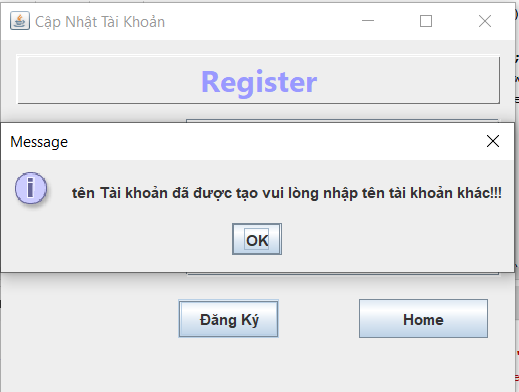 Cập Nhật Tài Khoản
Register
Message
tên Tài khoản đã được tạo vui lòng nhập tên tài khoản khác!!!
OK
Đăng Ký
Home